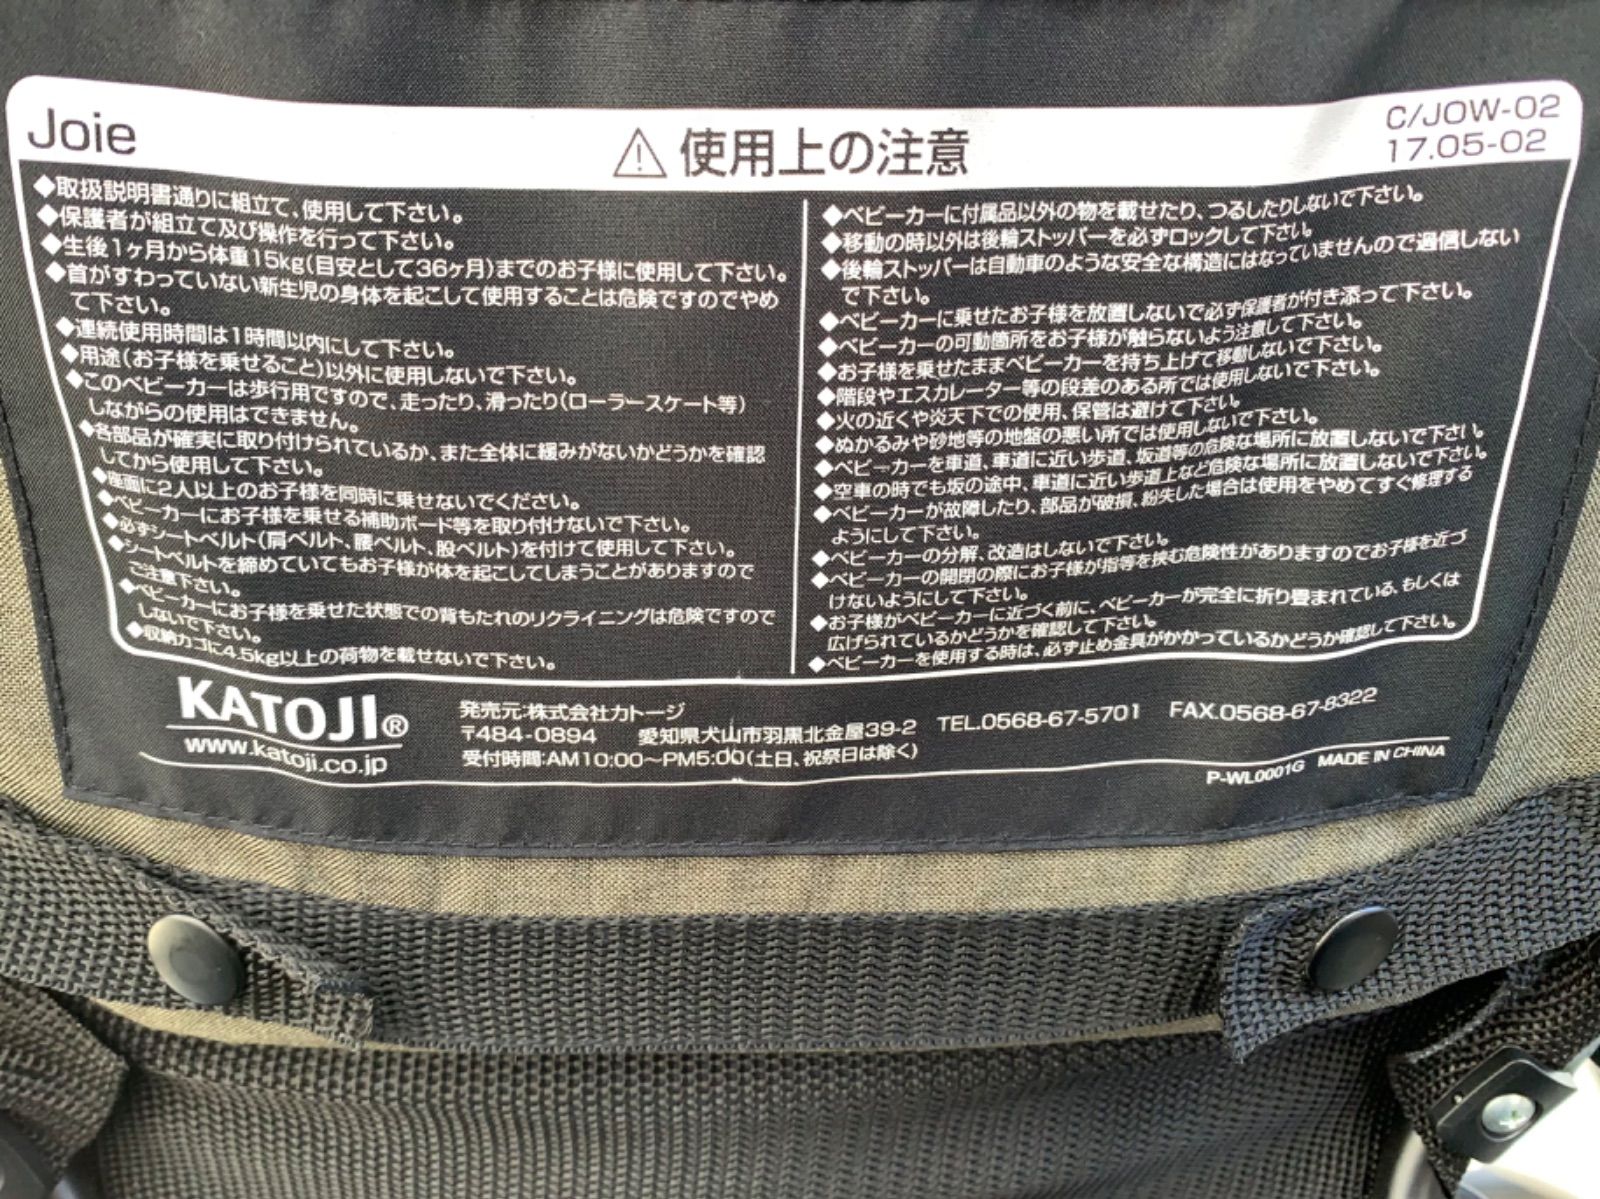 Joie
⚠使用上の注意
C/JOW-02
17.05-02
◆取扱説明書通りに組立て、使用して下さい。
◆保護者が組立て及び操作を行って下さい。
◆生後1ヶ月から体重15kg(目安として36ヶ月)までのお子様に使用して下さい。
◆首がすわっていない新生児の身体を起こして使用することは危険ですのでやめ
て下さい。
◆連続使用時間は1時間以内にして下さい。
◆用途(お子様を乗せること)以外に使用しないで下さい。
◆このベビーカーは歩行用ですので、走ったり、滑ったり(ローラースケート等)
しながらの使用はできません。
◆各部品が確実に取り付けられているか、また全体に緩みがないかどうかを確認
してから使用して下さい。
◆座面に2人以上のお子様を同時に乗せないでください。
◆ベビーカーにお子様を乗せる補助ボード等を取り付けないで下さい。
◆必ずシートベルト(肩ベルト、腰ベルト、股ベルト)を付けて使用して下さい。
◆シートベルトを締めていてもお子様が体を起こしてしまうことがありますので
ご注意下さい。
◆ベビーカーにお子様を乗せた状態での背もたれのリクライニングは危険ですので
しないで下さい。
◆収納カゴに4.5kg以上の荷物を載せないで下さい。
◆ベビーカーに付属品以外の物を載せたり、つるしたりしないで下さい。
◆移動の時以外は後輪ストッパーを必ずロックして下さい。
◆後輪ストッパーは自動車のような安全な構造にはなっていませんので過信しない
で下さい。
◆ベビーカーに乗せたお子様を放置しないで必ず保護者が付き添って下さい。
◆ベビーカーの可動箇所をお子様が触らないよう注意して下さい。
◆お子様を乗せたままベビーカーを持ち上げて移動しないで下さい。
◆階段やエスカレーター等の段差のある所では使用しないで下さい。
◆火の近くや炎天下での使用、保管は避けて下さい。
◆ぬかるみや砂地等の地盤の悪い所では使用しないで下さい。
◆ベビーカーを車道、車道に近い歩道、坂道等の危険な場所に放置しないで下さい。
◆空車の時でも坂の途中、車道に近い歩道上など危険な場所に放置しないで下さい。
◆ベビーカーが故障したり、部品が破損、紛失した場合は使用をやめてすぐ修理する
ようにして下さい。
◆ベビーカーの分解、改造はしないで下さい。
◆ベビーカーの開閉の際にお子様が指等を挟む危険性がありますのでお子様を近づ
けないようにして下さい。
◆お子様がベビーカーに近づく前に、ベビーカーが完全に折り畳まれている、もしくは
広げられているかどうかを確認して下さい。
◆ベビーカーを使用する時は、必ず止め金具がかかっているかどうか確認して下さい。
KATOJI®
www.katoji.co.jp
発売元:株式会社カトージ
〒484-0894 愛知県犬山市羽黒北金屋39-2 TEL.0568-67-5701 FAX.0568-67-8322
受付時間:AM10:00～PM5:00(土日、祝祭日は除く)
P-WL0001G MADE IN CHINA